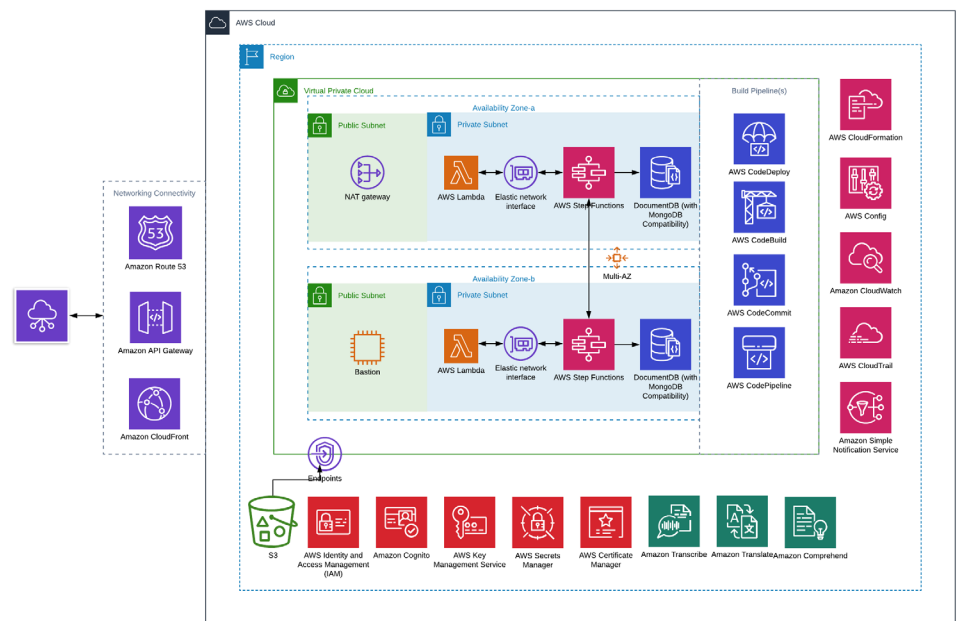 AWS Cloud
Region
Virtual Private Cloud
Availability Zone-a
Public Subnet
Private Subnet
NAT gateway
AWS Lambda
Elastic network
interface
AWS Step Functions
DocumentDB (with
MongoDB
Compatibility)
Multi-AZ
Availability Zone-b
Public Subnet
Private Subnet
Bastion
AWS Lambda
Elastic network
interface
AWS Step Functions
DocumentDB (with
MongoDB
Compatibility)
Build Pipeline(s)
AWS CodeDeploy
AWS CodeBuild
AWS CodeCommit
AWS CodePipeline
AWS CloudFormation
AWS Config
Amazon CloudWatch
AWS CloudTrail
Amazon Simple
Notification Service
Networking Connectivity
53
Amazon Route 53
Amazon API Gateway
Amazon CloudFront
Endpoints
S3
AWS Identity and
Access Management
(IAM)
Amazon Cognito
AWS Key
Management Service
AWS Secrets
Manager
AWS Certificate
Manager
Amazon Transcribe
A
文
Amazon Translate
Amazon Comprehend